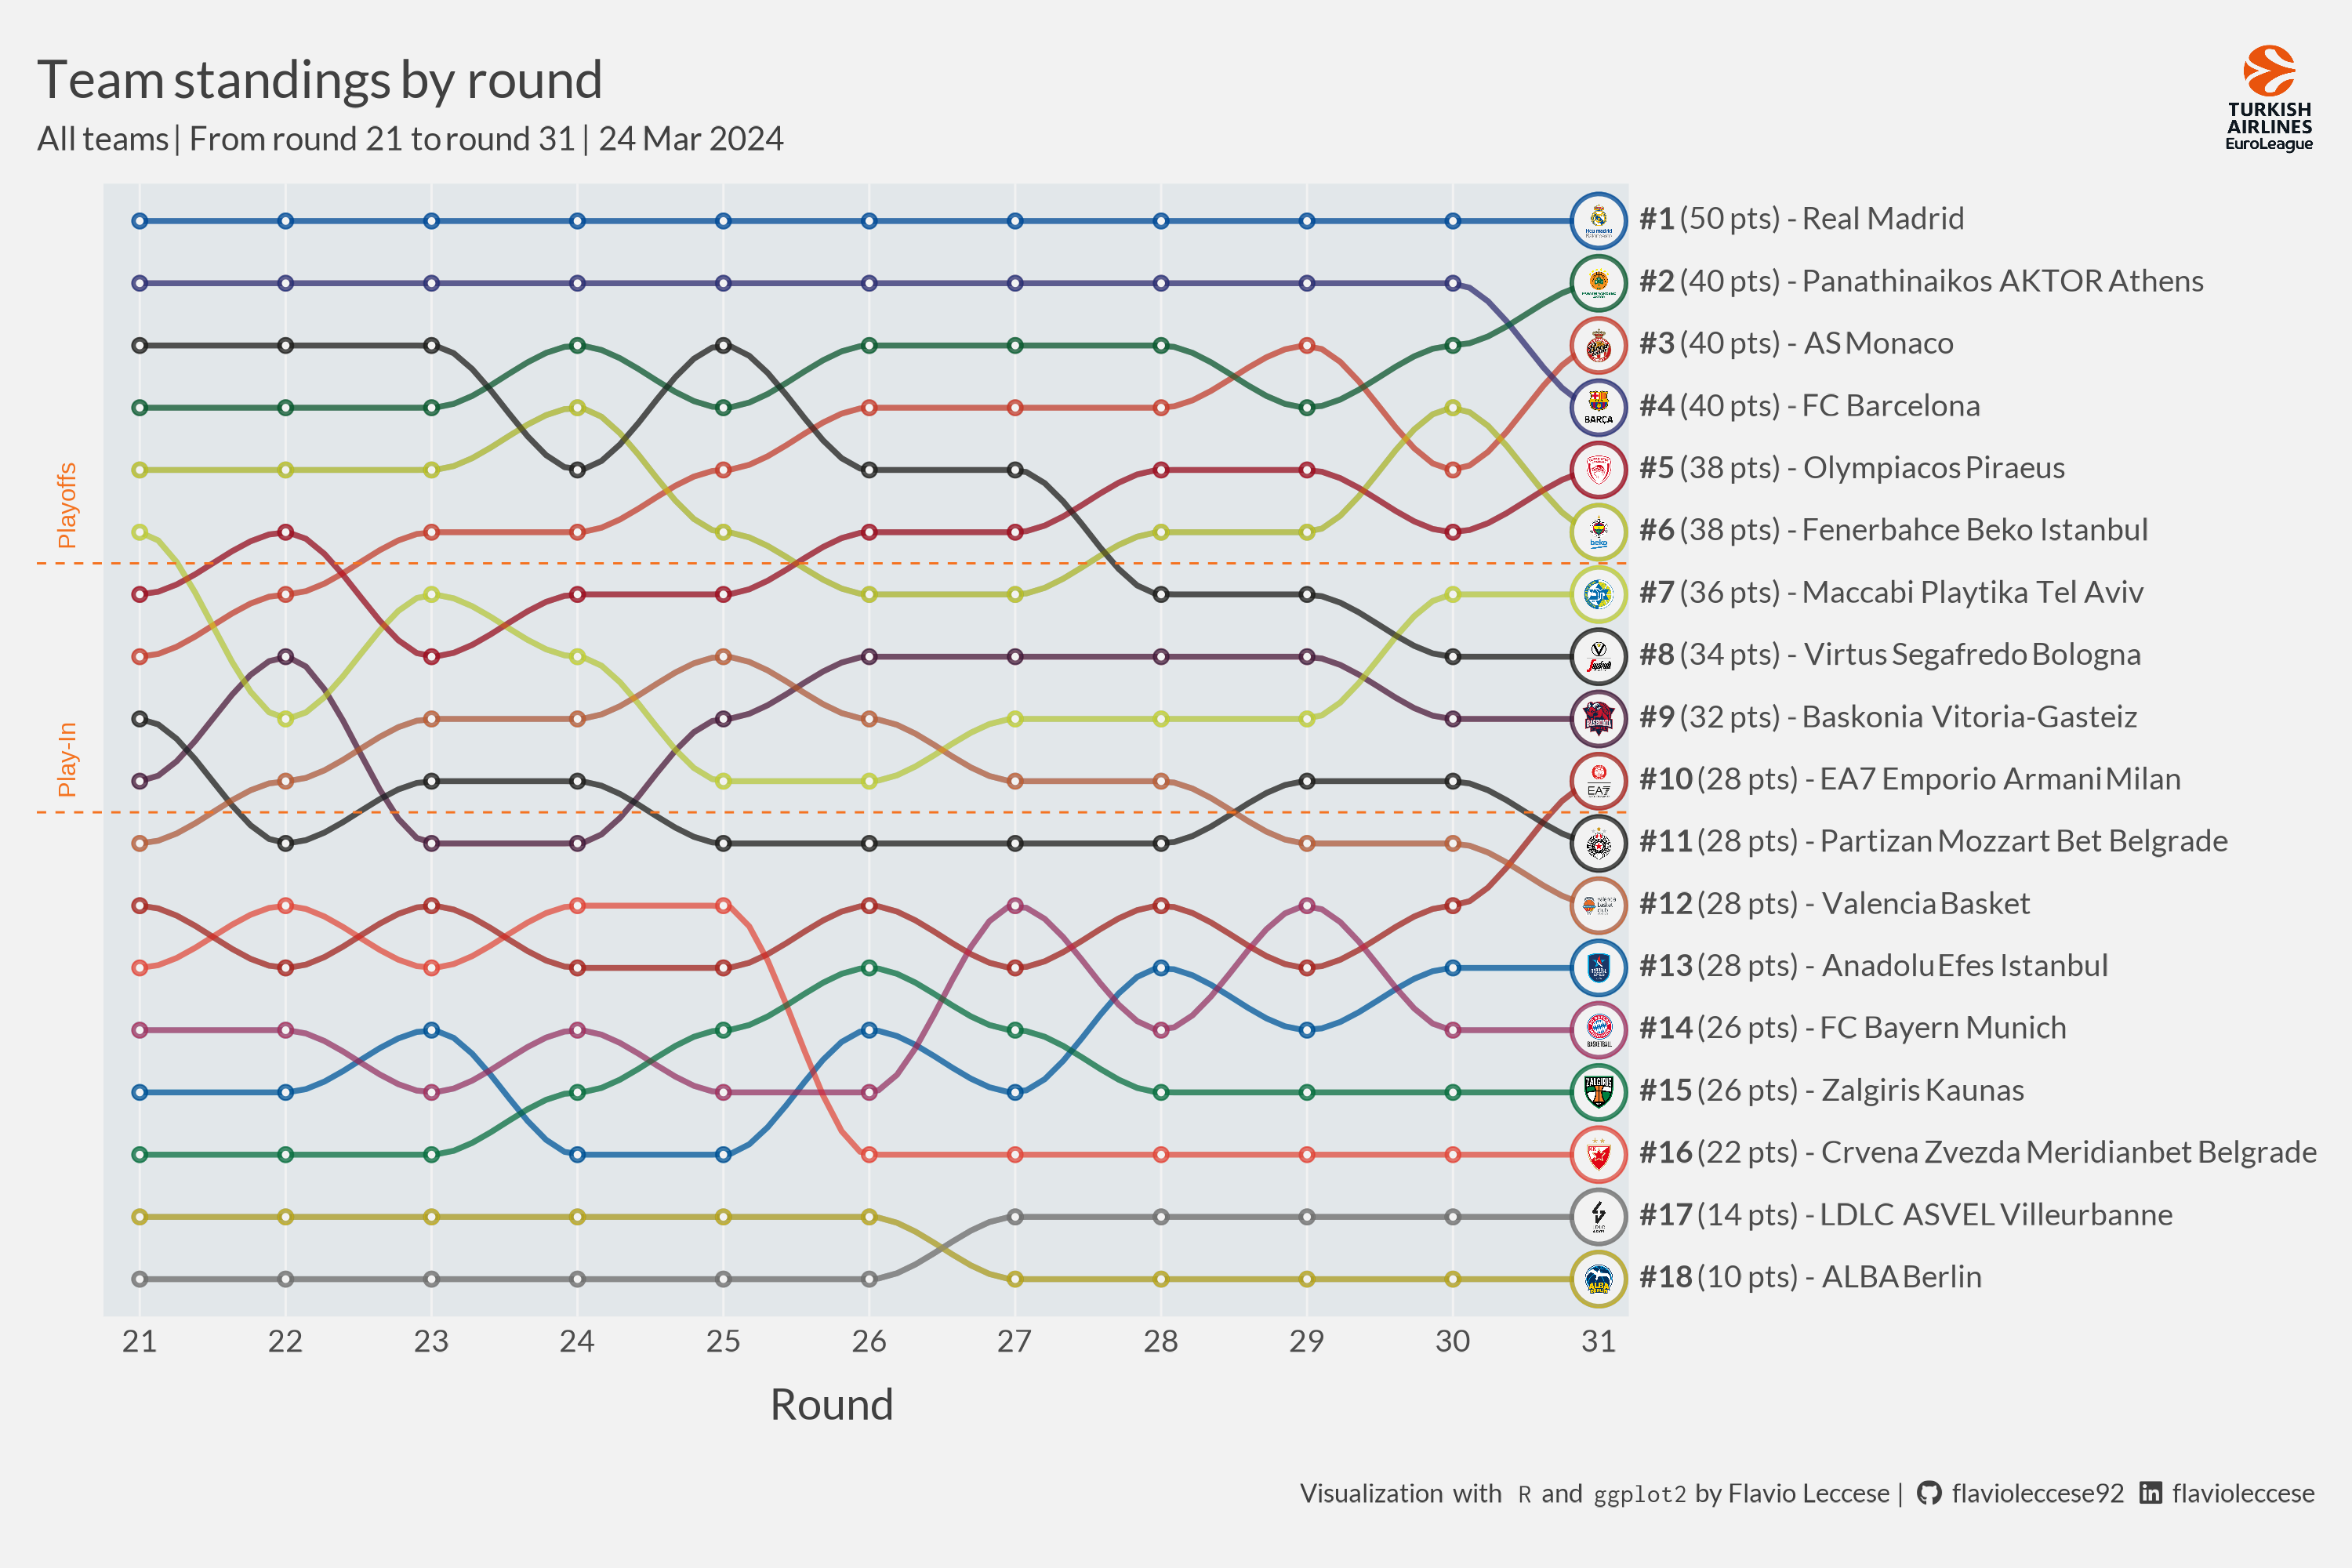 Team standings by round
All teams | From round 21 to round 31 | 24 Mar 2024
TURKISH
AIRLINES
EuroLeague
Playoffs
Play-In
#1 (50 pts) - Real Madrid
#2 (40 pts) - Panathinaikos AKTOR Athens
#3 (40 pts) - AS Monaco
#4 (40 pts) - FC Barcelona
BARÇA
#5 (38 pts) - Olympiacos Piraeus
#6 (38 pts) - Fenerbahce Beko Istanbul
beko
#7 (36 pts) - Maccabi Playtika Tel Aviv
#8 (34 pts) - Virtus Segafredo Bologna
#9 (32 pts) - Baskonia Vitoria-Gasteiz
#10 (28 pts) - EA7 Emporio Armani Milan
EA7
#11 (28 pts) - Partizan Mozzart Bet Belgrade
#12 (28 pts) - Valencia Basket
#13 (28 pts) - Anadolu Efes Istanbul
#14 (26 pts) - FC Bayern Munich
#15 (26 pts) - Zalgiris Kaunas
ZALGIRIS
#16 (22 pts) - Crvena Zvezda Meridianbet Belgrade
#17 (14 pts) - LDLC ASVEL Villeurbanne
#18 (10 pts) - ALBA Berlin
ALBA
21 22 23 24 25 26 27 28 29 30 31
Round
Visualization with R and ggplot2 by Flavio Leccese | flavioleccese92 flavioleccese